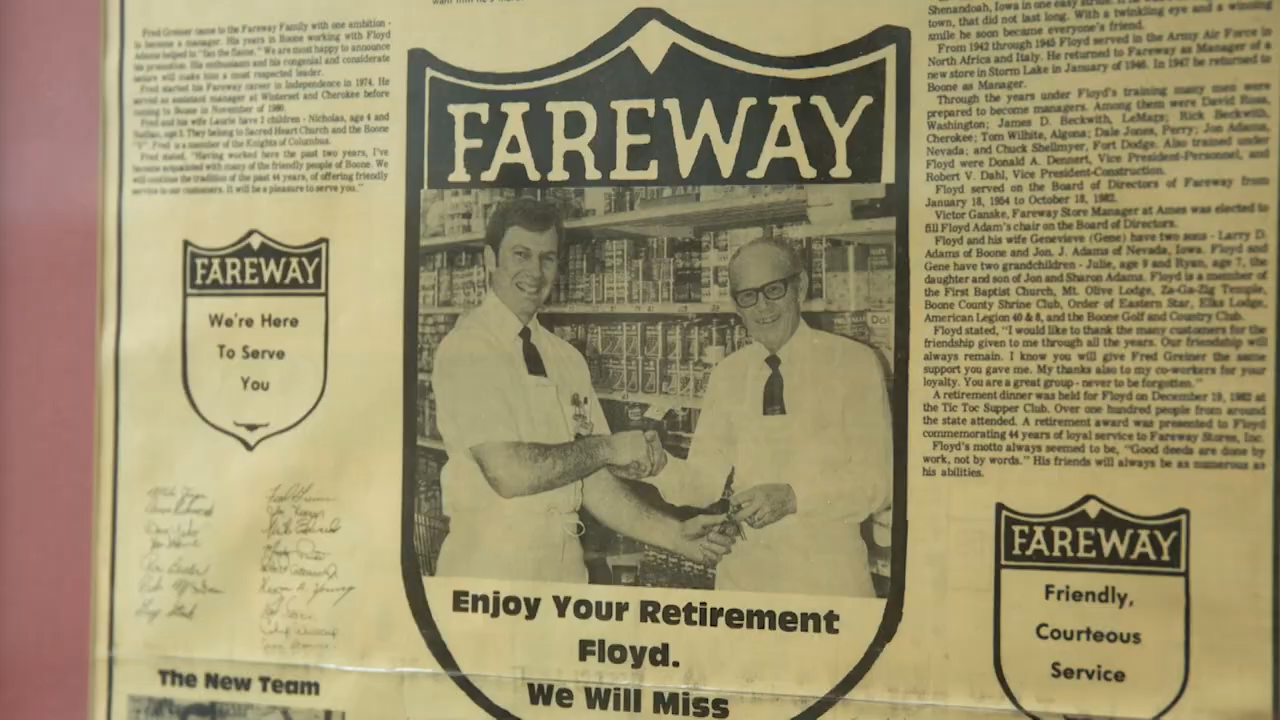 Fred Greiner came to the Fareway Family with one ambition -
to become a manager. His years in Boone working with Floyd
Adams helped to "fan the flame." We are most happy to announce
his promotion. His enthusiasm and his congenial and considerate
nature will make him a most respected leader.
Fred started his Fareway career in Independence in 1974. He
served as assistant manager at Winterset and Cherokee before
coming to Boone in November of 1980.
Fred and his wife Laurie have 2 children - Nicholas, age 4 and
Nathan, age 3. They belong to Sacred Heart Church and the Boone
"Y". Fred is a member of the Knights of Columbus.
Fred stated, "Having worked here the past two years, I've
become acquainted with many of the friendly people of Boone. We
will continue the tradition of the past 44 years, of offering friendly
service to our customers. It will be a pleasure to serve you."
FAREWAY
We're Here
To Serve
You
The New Team
FAREWAY
Enjoy Your Retirement
Floyd.
We Will Miss
Shenandoah, Iowa in one easy
town, that did not last long. With a twinkling eye and a winning
smile he soon became everyone's friend.
From 1942 through 1945 Floyd served in the Army Air Force in
North Africa and Italy. He returned to Fareway as Manager of a
new store in Storm Lake in January of 1946. In 1947 he returned to
Boone as Manager.
Through the years under Floyd's training many men were
prepared to become managers. Among them were David Ross,
Washington; James D. Beckwith, LeMars; Rick Beckwith,
Cherokee; Tom Wilhite, Algona; Dale Jones, Perry; Jon Adams,
Nevada; and Chuck Shellmyer, Fort Dodge. Also trained under
Floyd were Donald A. Dennert, Vice President-Personnel, and
Robert V. Dahl, Vice President-Construction.
Floyd served on the Board of Directors of Fareway from
January 18, 1954 to October 18, 1982.
Victor Ganske, Fareway Store Manager at Ames was elected to
fill Floyd Adam's chair on the Board of Directors.
Floyd and his wife Genevieve (Gene) have two sons - Larry D.
Adams of Boone and Jon. J. Adams of Nevada, Iowa. Floyd and
Gene have two grandchildren - Julie, age 9 and Ryan, age 7, the
daughter and son of Jon and Sharon Adams. Floyd is a member of
the First Baptist Church, Mt. Olive Lodge, Za-Ga-Zig Temple,
Boone County Shrine Club, Order of Eastern Star, Elks Lodge,
American Legion 40 & 8, and the Boone Golf and Country Club.
Floyd stated, "I would like to thank the many customers for the
friendship given to me through all the years. Our friendship will
always remain. I know you will give Fred Greiner the same
support you gave me. My thanks also to my co-workers for your
loyalty. You are a great group - never to be forgotten."
A retirement dinner was held for Floyd on December 19, 1982 at
the Tic Toc Supper Club. Over one hundred people from around
the state attended. A retirement award was presented to Floyd
commemorating 44 years of loyal service to Fareway Stores, Inc.
Floyd's motto always seemed to be, "Good deeds are done by
work, not by words." His friends will always be as numerous as
his abilities.
FAREWAY
Friendly,
Courteous
Service